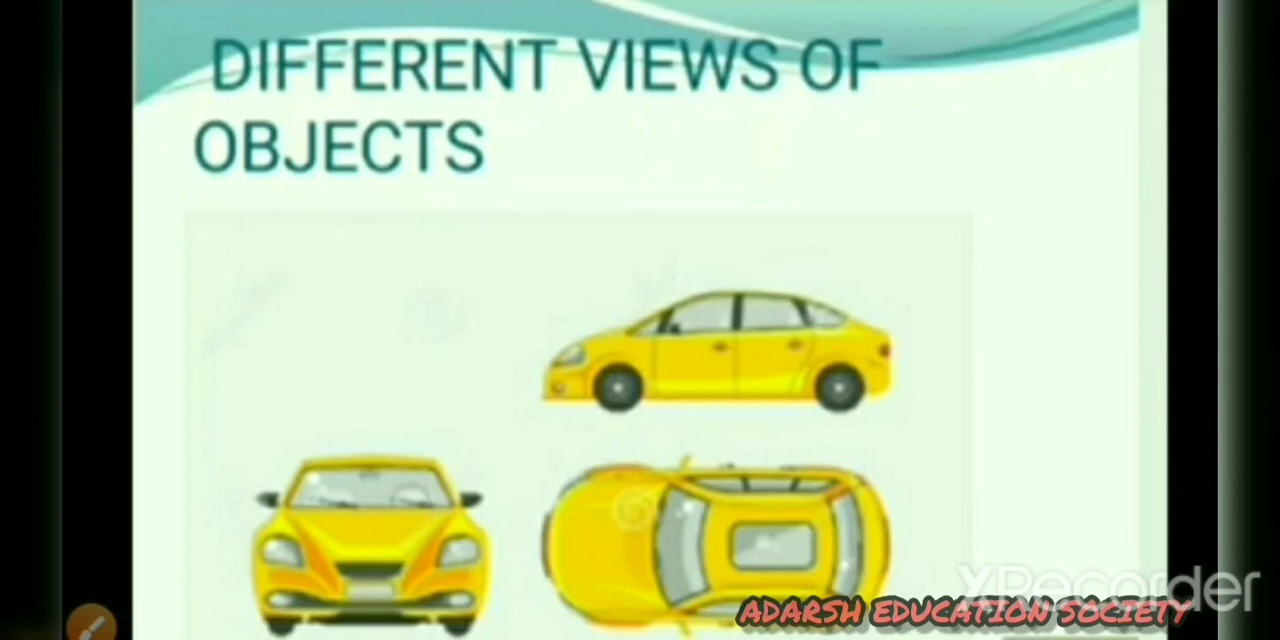 DIFFERENT VIEWS OF
OBJECTS
XRecorder
ADARSH EDUCATION SOCIETY